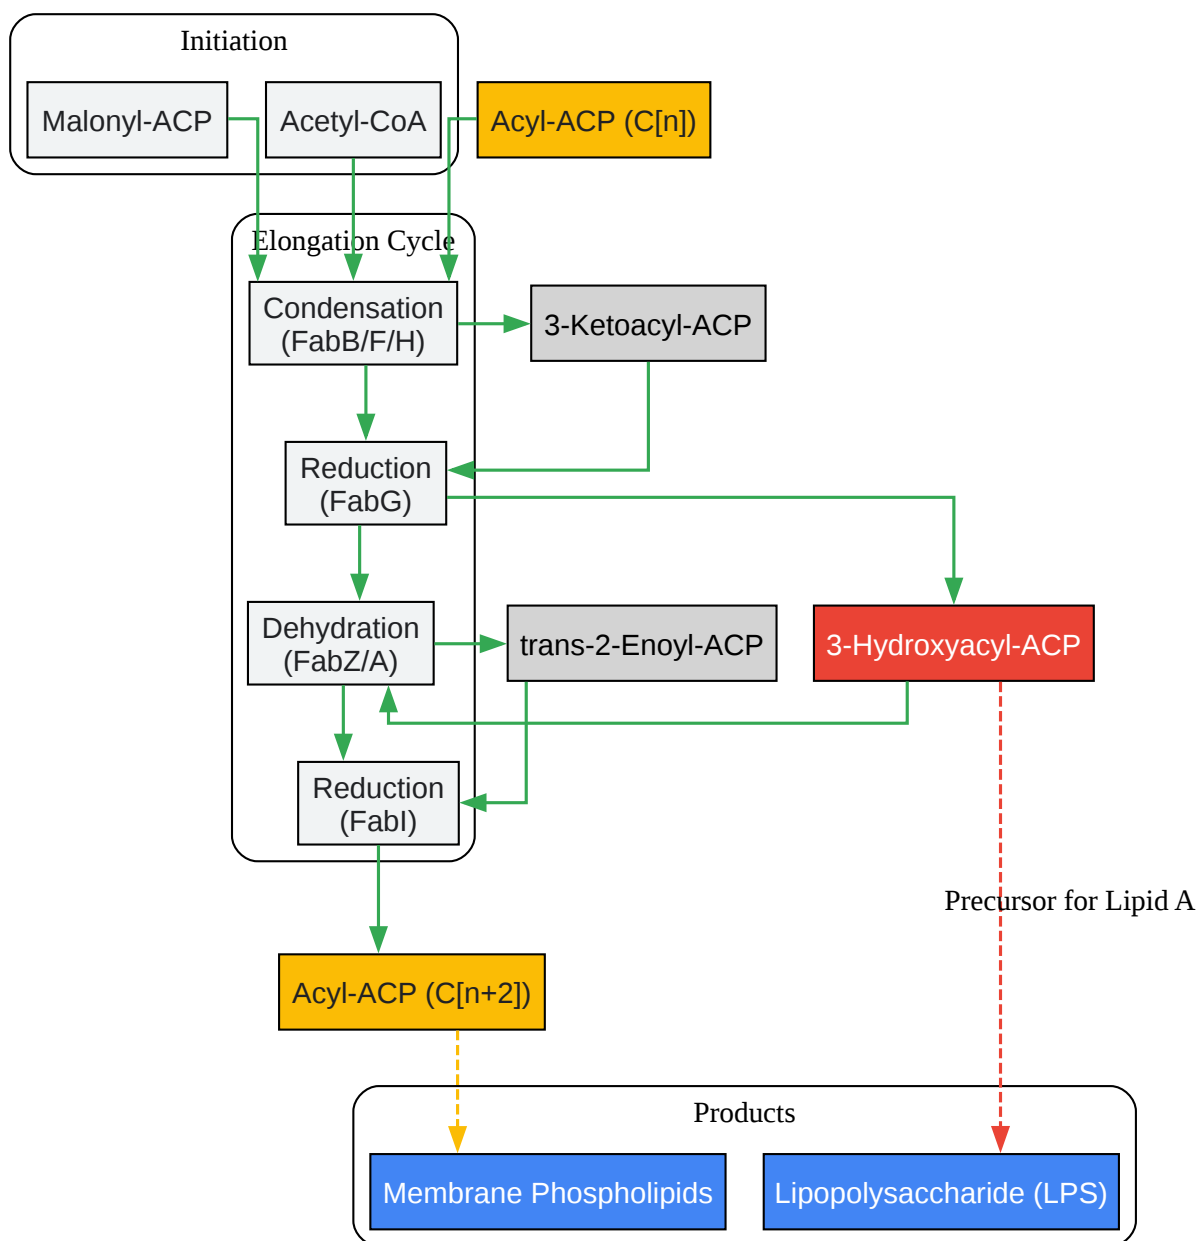 Initiation
Malonyl-ACP
Acetyl-CoA
Acyl-ACP (C[n])
Elongation Cycle
Condensation
(FabB/F/H)
3-Ketoacyl-ACP
Reduction
(FabG)
Dehydration
(FabZ/A)
trans-2-Enoyl-ACP
3-Hydroxyacyl-ACP
Reduction
(FabI)
Precursor for Lipid A
Acyl-ACP (C[n+2])
Products
Membrane Phospholipids
Lipopolysaccharide (LPS)